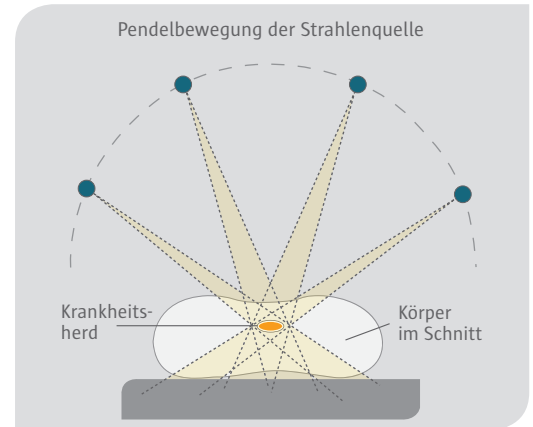 Pendelbewegung der Strahlenquelle
Krankheits-
herd
Körper
im Schnitt